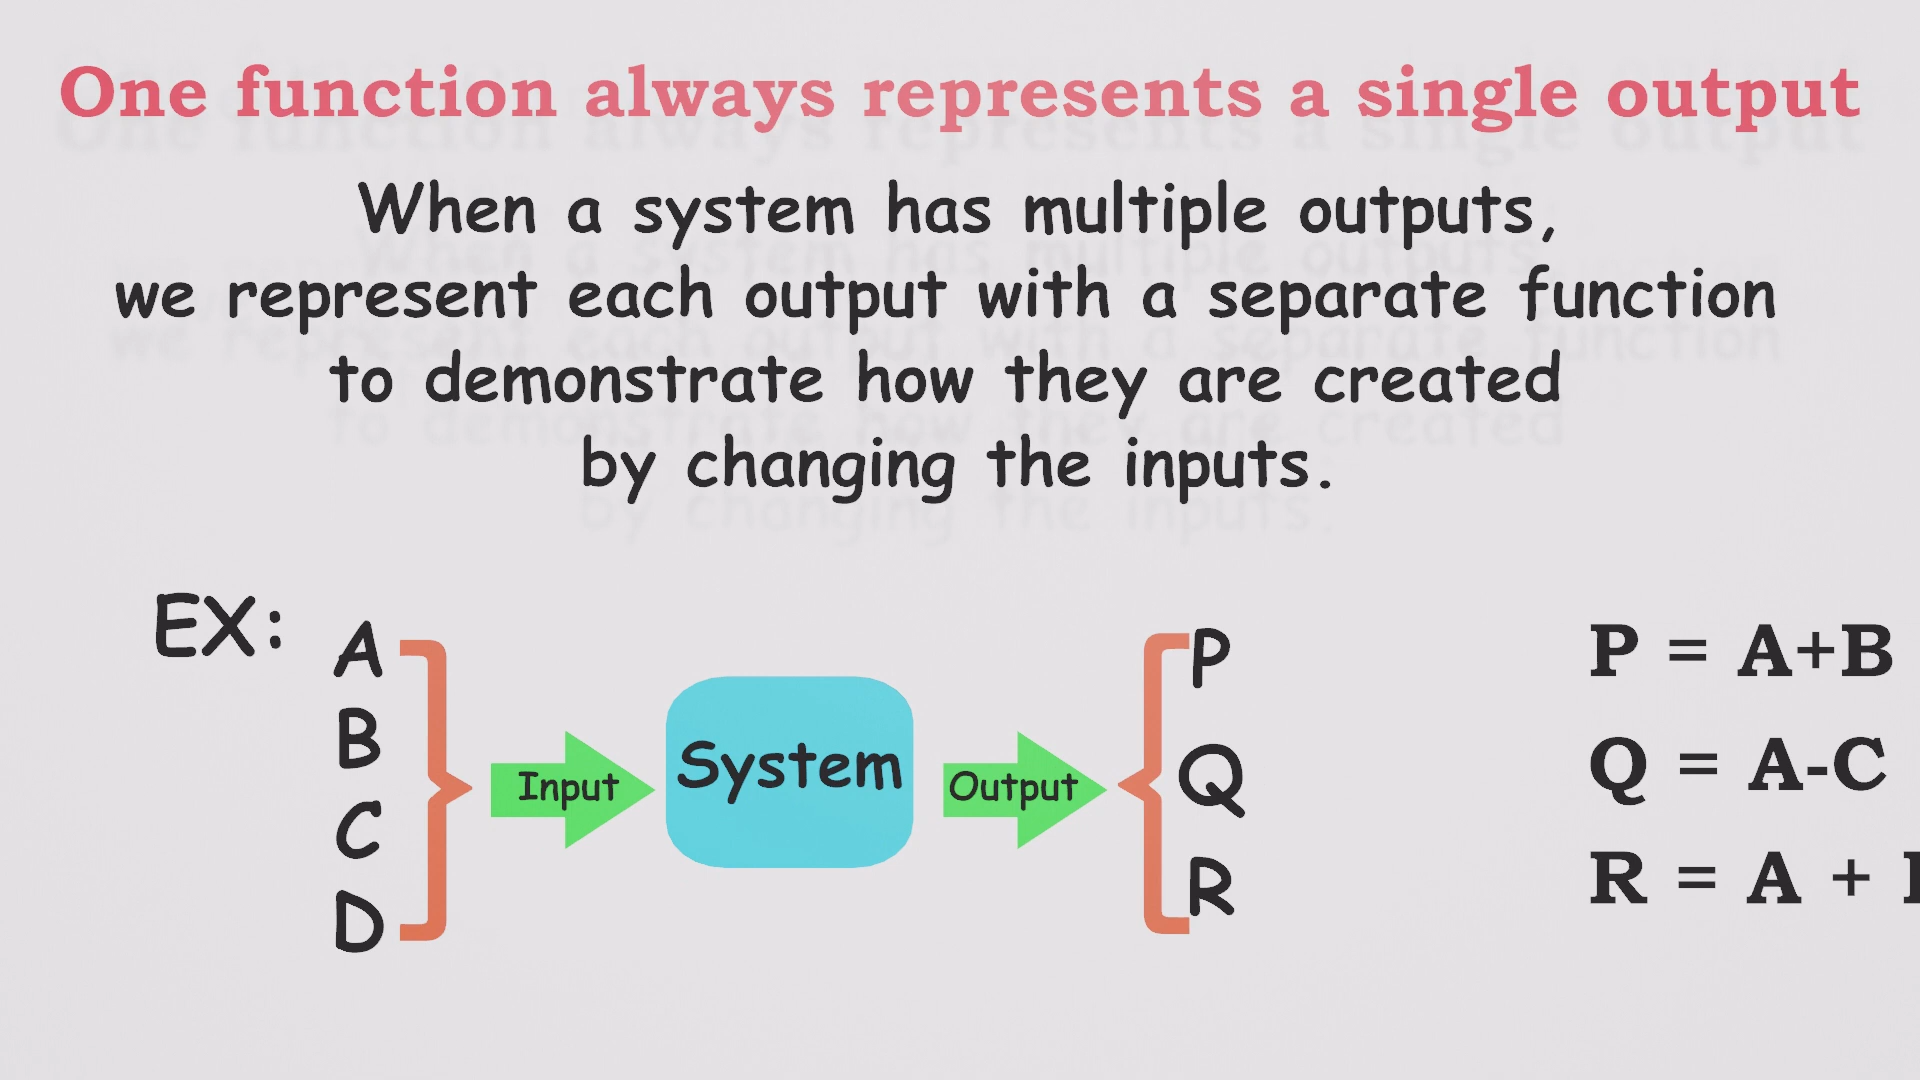 One function always represents a single output
When a system has multiple outputs,
we represent each output with a separate function
to demonstrate how they are created
by changing the inputs.
EX:
A
B
C
D
Input
System
Output
P
Q
R
P = A+B
Q = A-C
R = A +